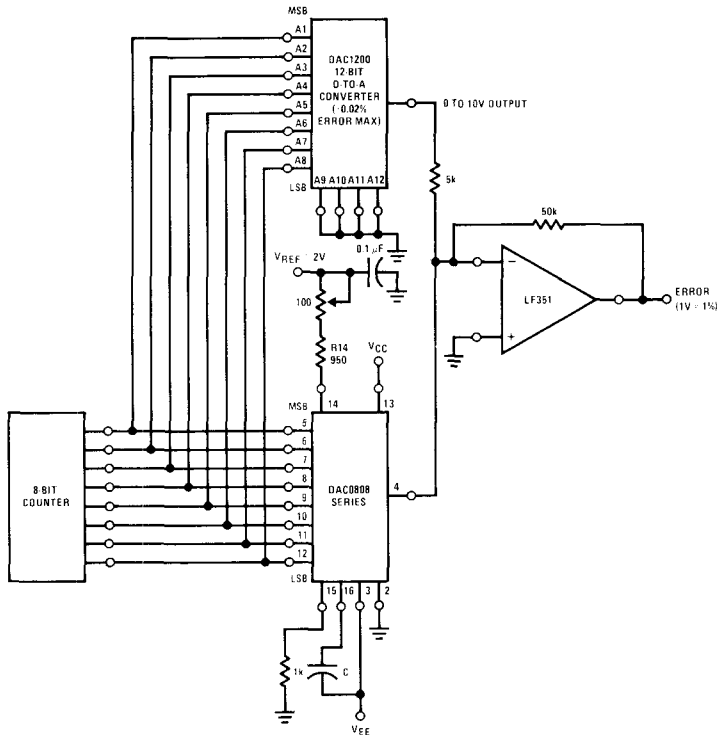 MSB
A1
A2
A3
A4
A5
A6
A7
A8
LSB
DAC1200
12-BIT
D-TO-A
CONVERTER
(±0.02%
ERROR MAX)
A9 A10 A11 A12
0 TO 10V OUTPUT
5k
50k
0.1 μF
VREF = 2V
100
R14
950
VCC
LF351
−
+
ERROR
(1V = 1%)
MSB
14
13
5
6
7
8
9
10
11
12
LSB
8-BIT
COUNTER
DAC0808
SERIES
4
15
16
3
2
1k
C
VEE